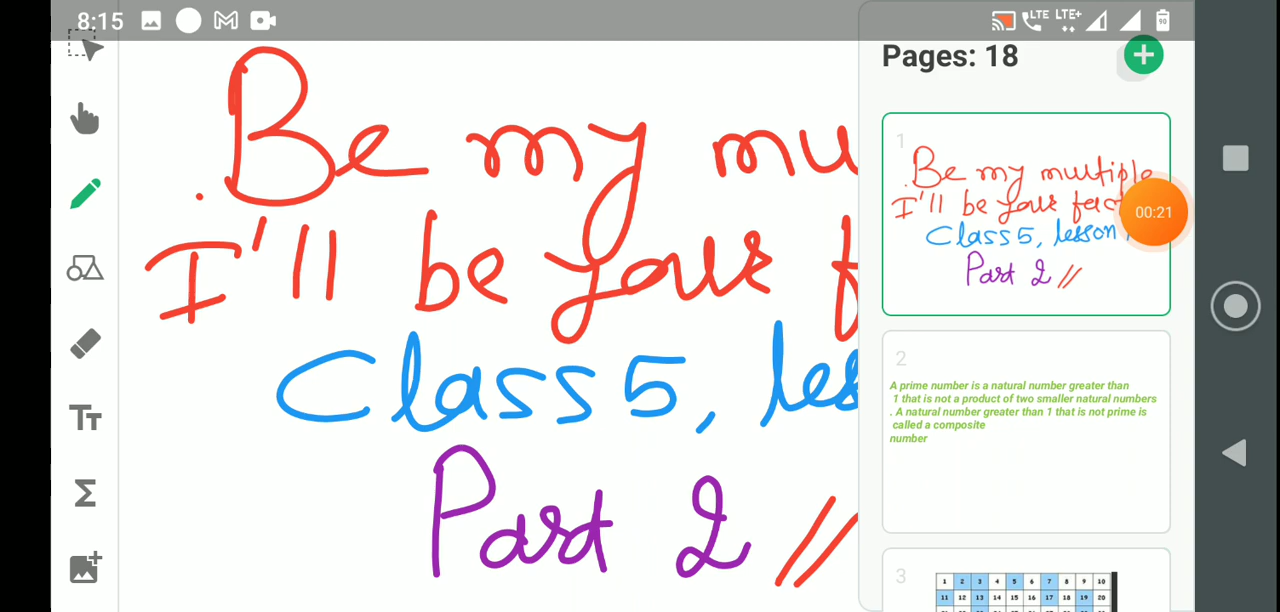 8:15
LTE LTE+ 90
Be my mu
I'll be your f
Class 5, les
Part 2 //
Tt
Σ
Pages: 18
+
1
Be my multiple
I'll be your fact
Class 5, lesson
Part 2 //
00:21
2
A prime number is a natural number greater than
1 that is not a product of two smaller natural numbers
. A natural number greater than 1 that is not prime is
called a composite
number
3
1 2 3 4 5 6 7 8 9 10
11 12 13 14 15 16 17 18 19 20